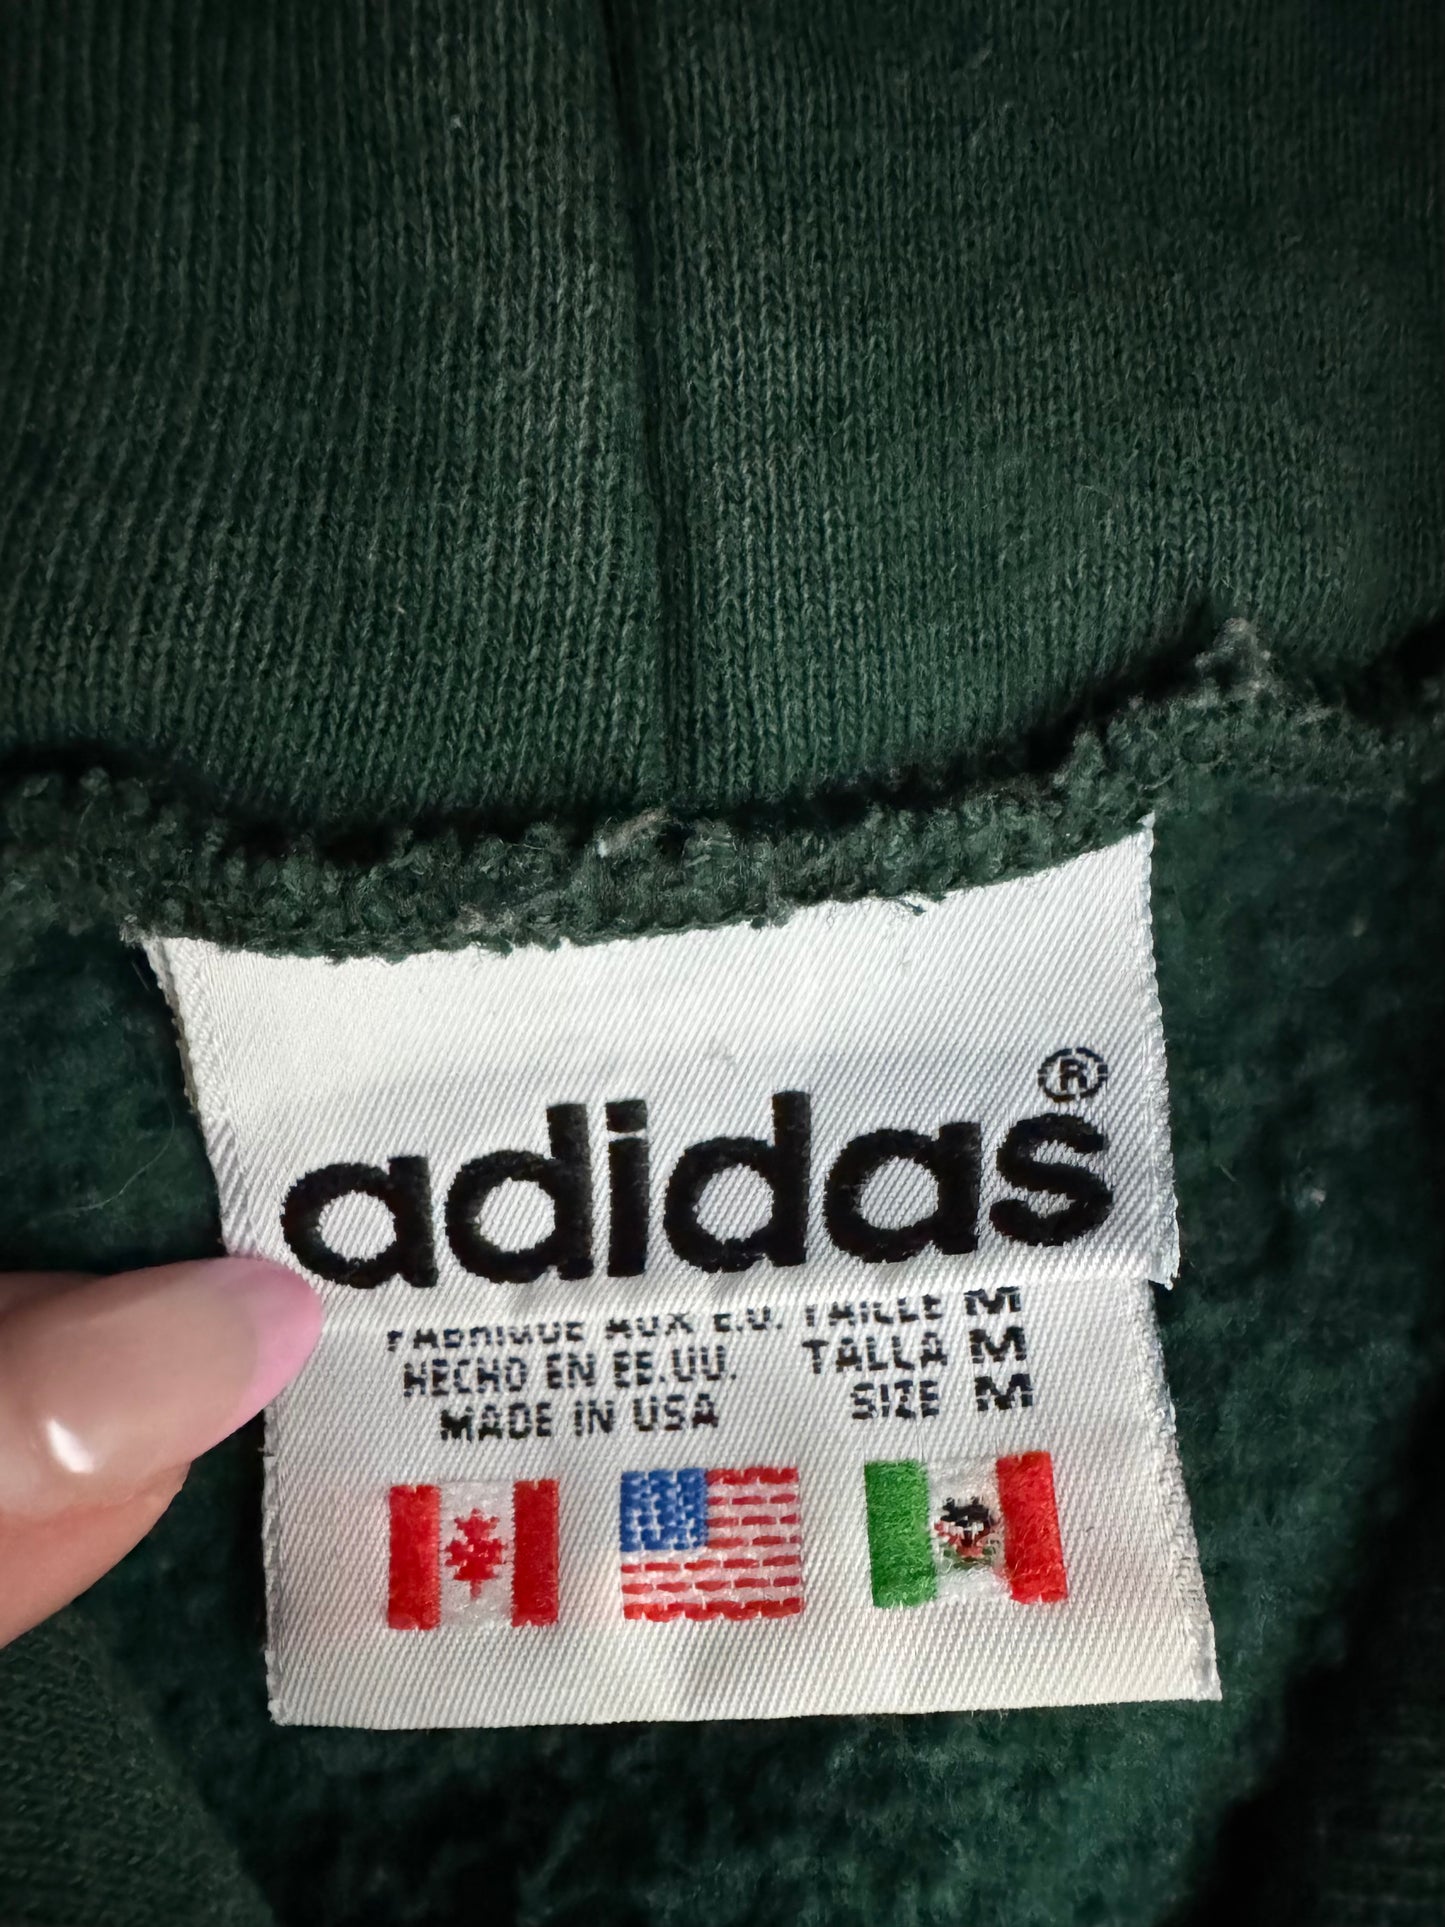 adidas®
FABRIQUE AUX E.U. TAILLE M
HECHO EN EE.UU. TALLA M
MADE IN USA SIZE M